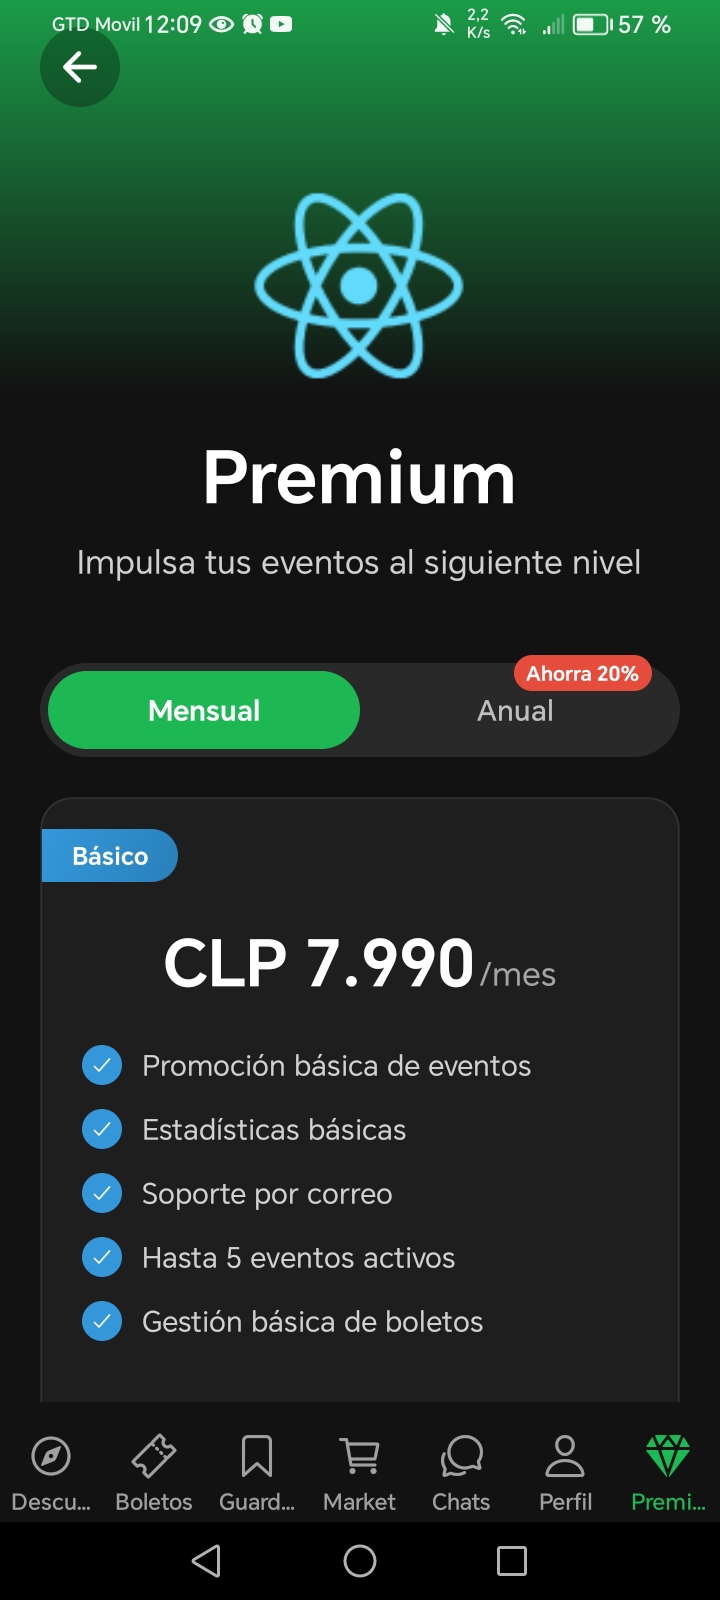 GTD Movil 12:09 2,2 K/s 57 %
Premium
Impulsa tus eventos al siguiente nivel
Ahorra 20%
Mensual Anual
Básico
CLP 7.990 /mes
Promoción básica de eventos
Estadísticas básicas
Soporte por correo
Hasta 5 eventos activos
Gestión básica de boletos
Descu... Boletos Guard... Market Chats Perfil Premi...